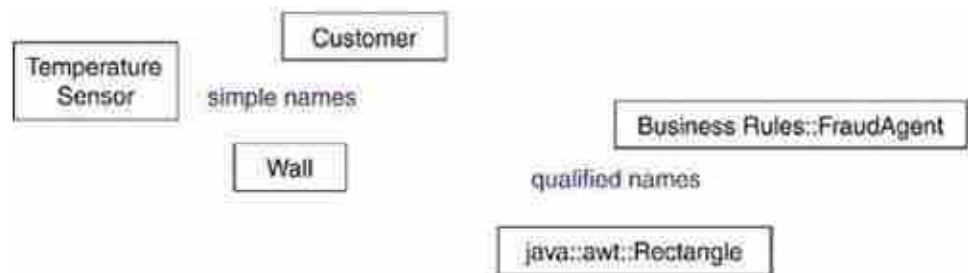 Customer
Temperature
Sensor
simple names
Business Rules::FraudAgent
Wall
qualified names
java::awt::Rectangle